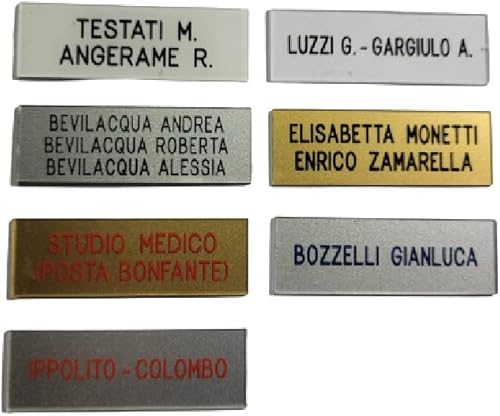 TESTATI M.
ANGERAME R.
LUZZI G.-GARGIULO A.
BEVILACQUA ANDREA
BEVILACQUA ROBERTA
BEVILACQUA ALESSIA
ELISABETTA MONETTI
ENRICO ZAMARELLA
STUDIO MEDICO
(POSTA BONFANTE)
BOZZELLI GIANLUCA
IPPOLITO-COLOMBO